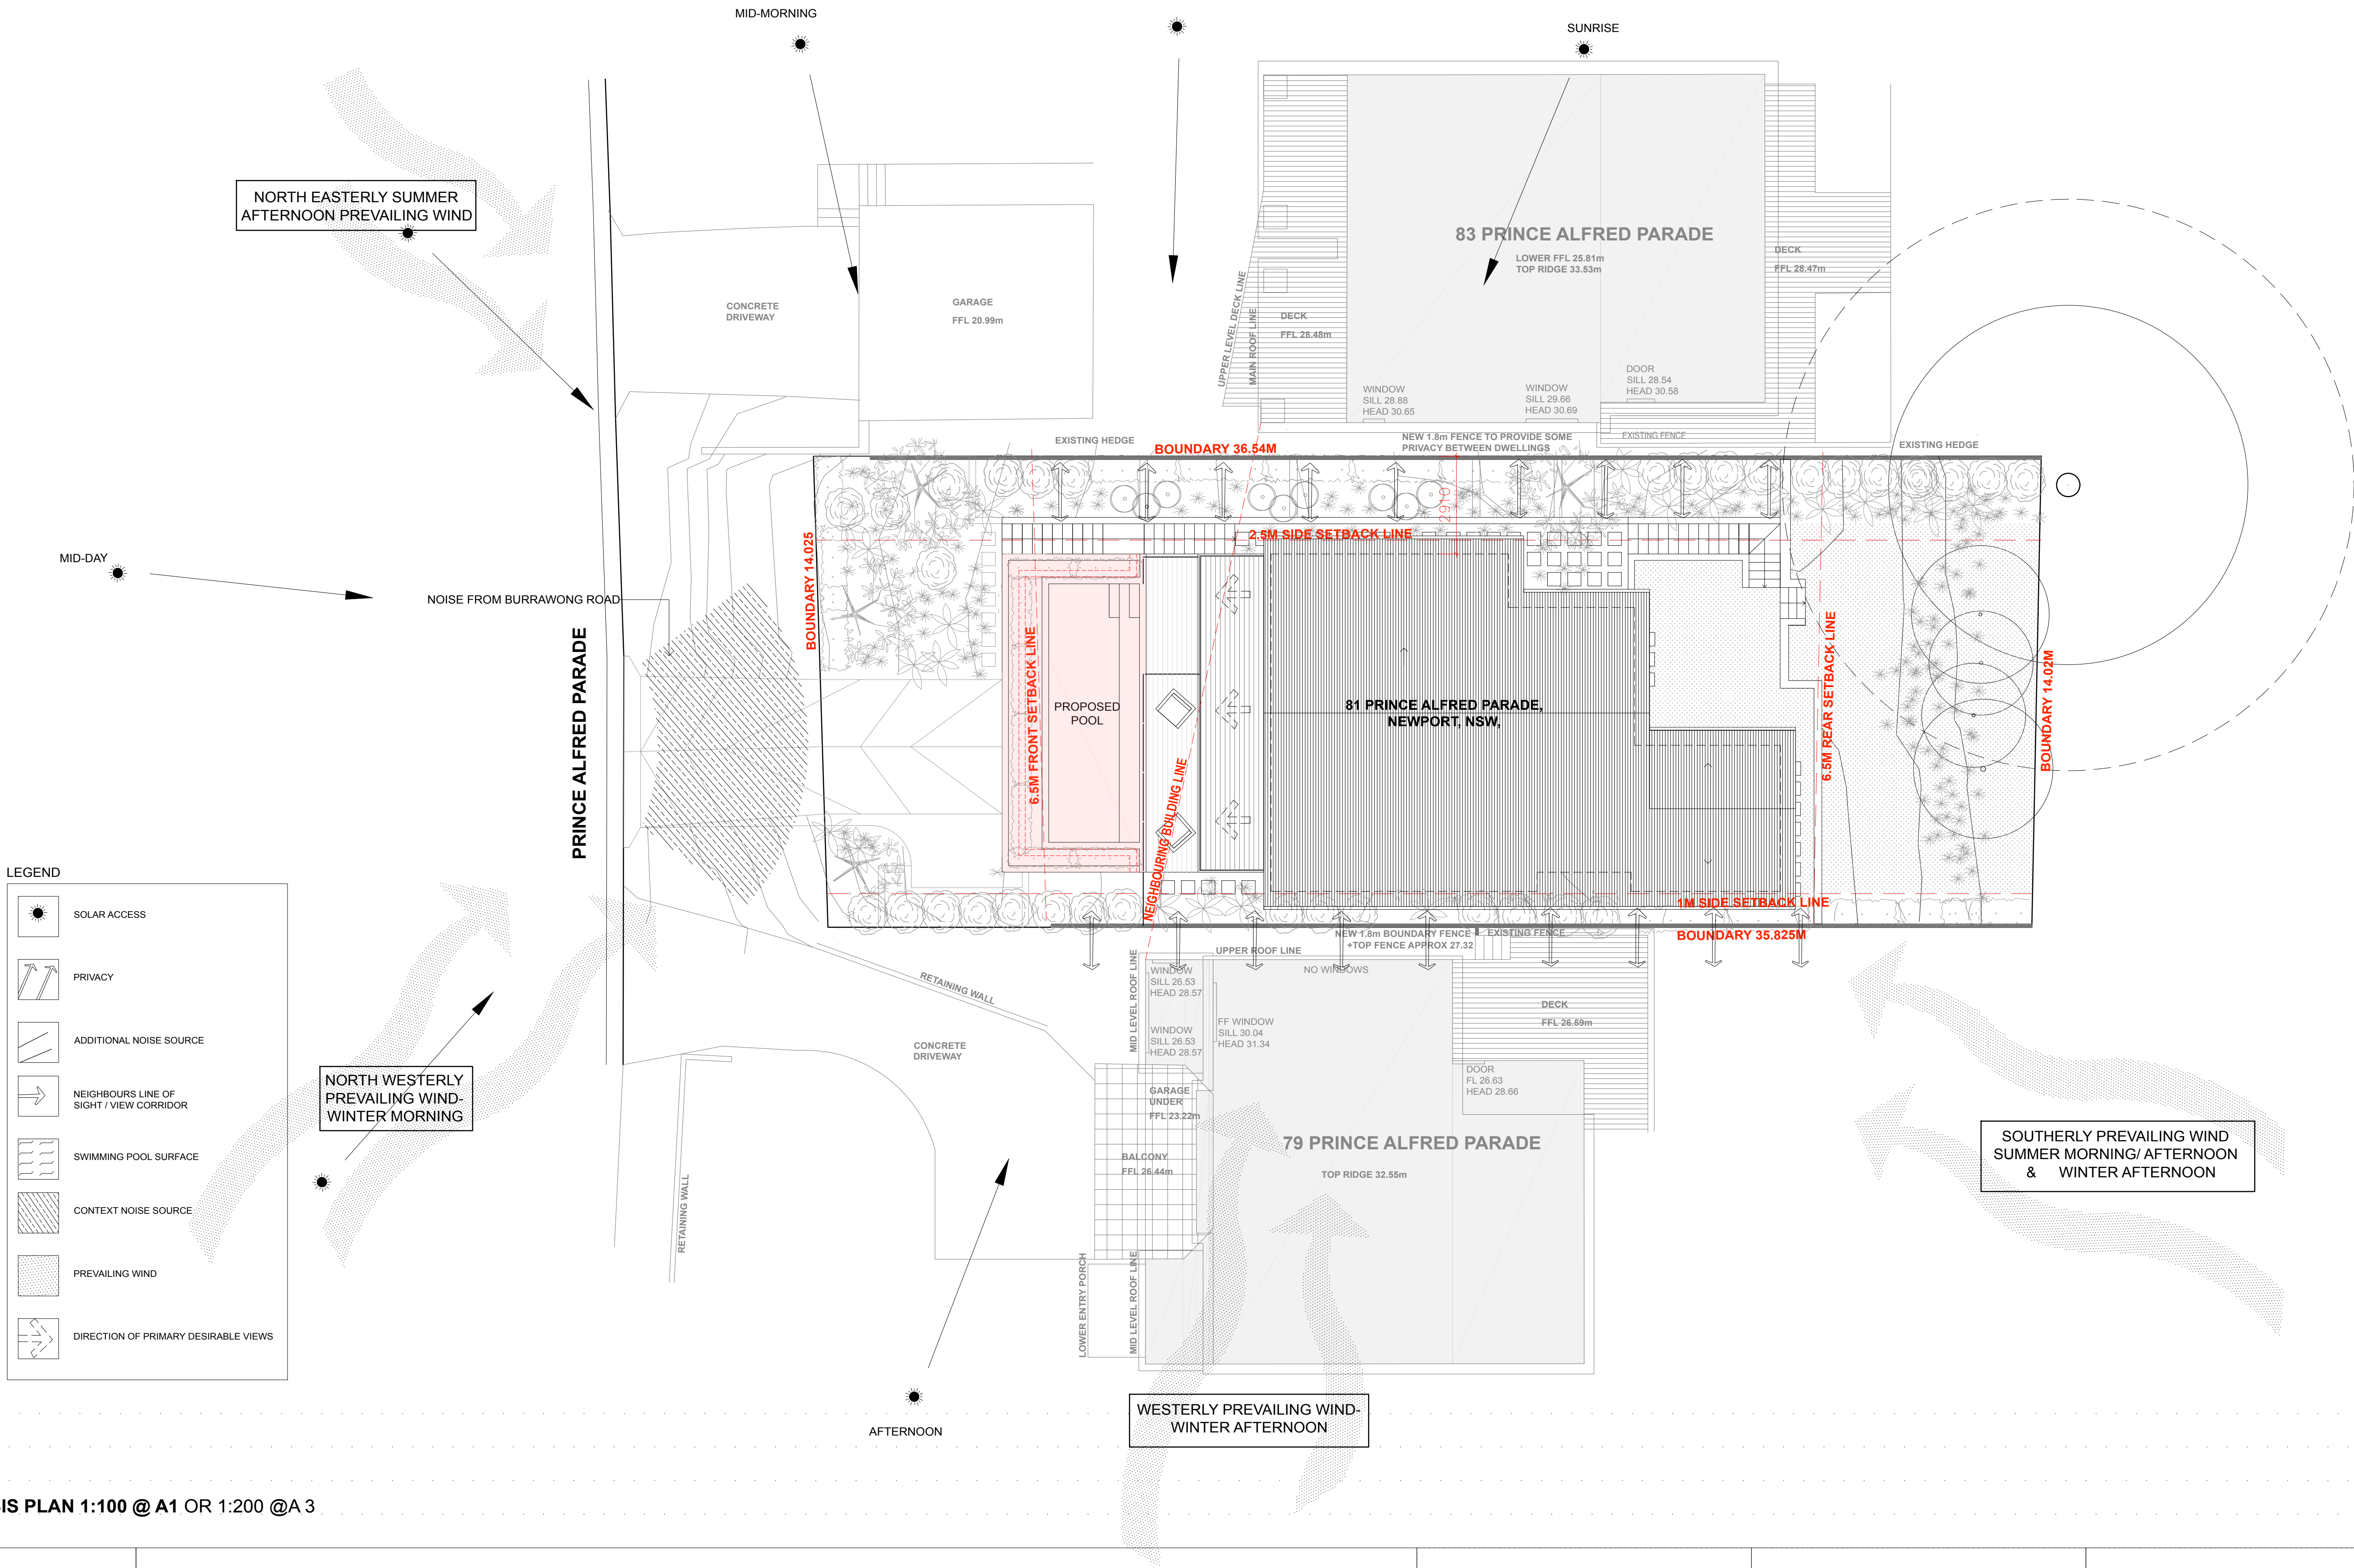 MID-MORNING
SUNRISE
NORTH EASTERLY SUMMER
AFTERNOON PREVAILING WIND
83 PRINCE ALFRED PARADE
LOWER FFL 25.81m
TOP RIDGE 33.53m
DECK
FFL 28.47m
CONCRETE
DRIVEWAY
GARAGE
FFL 20.99m
UPPER LEVEL DECK LINE
MAIN ROOF LINE
DECK
FFL 28.48m
WINDOW
SILL 28.88
HEAD 30.65
WINDOW
SILL 29.66
HEAD 30.69
DOOR
SILL 28.54
HEAD 30.58
EXISTING HEDGE
BOUNDARY 36.54M
NEW 1.8m FENCE TO PROVIDE SOME
PRIVACY BETWEEN DWELLINGS
EXISTING FENCE
EXISTING HEDGE
2910
2.5M SIDE SETBACK LINE
MID-DAY
NOISE FROM BURRAWONG ROAD
BOUNDARY 14.025
PRINCE ALFRED PARADE
6.5M FRONT SETBACK LINE
PROPOSED
POOL
81 PRINCE ALFRED PARADE,
NEWPORT, NSW,
6.5M REAR SETBACK LINE
BOUNDARY 14.02M
NEIGHBOURING BUILDING LINE
1M SIDE SETBACK LINE
BOUNDARY 35.825M
NEW 1.8m BOUNDARY FENCE
+TOP FENCE APPROX 27.32
EXISTING FENCE
LEGEND
SOLAR ACCESS
PRIVACY
ADDITIONAL NOISE SOURCE
NEIGHBOURS LINE OF
SIGHT / VIEW CORRIDOR
SWIMMING POOL SURFACE
CONTEXT NOISE SOURCE
PREVAILING WIND
DIRECTION OF PRIMARY DESIRABLE VIEWS
NORTH WESTERLY
PREVAILING WIND-
WINTER MORNING
RETAINING WALL
CONCRETE
DRIVEWAY
RETAINING WALL
UPPER ROOF LINE
MID LEVEL ROOF LINE
WINDOW
SILL 26.53
HEAD 28.57
WINDOW
SILL 26.53
HEAD 28.57
FF WINDOW
SILL 30.04
HEAD 31.34
NO WINDOWS
DECK
FFL 26.59m
DOOR
FL 26.63
HEAD 28.66
GARAGE
UNDER
FFL 23.22m
BALCONY
FFL 26.44m
79 PRINCE ALFRED PARADE
TOP RIDGE 32.55m
LOWER ENTRY PORCH
MID LEVEL ROOF LINE
SOUTHERLY PREVAILING WIND
SUMMER MORNING/ AFTERNOON
& WINTER AFTERNOON
AFTERNOON
WESTERLY PREVAILING WIND-
WINTER AFTERNOON
IS PLAN 1:100 @ A1 OR 1:200 @A 3